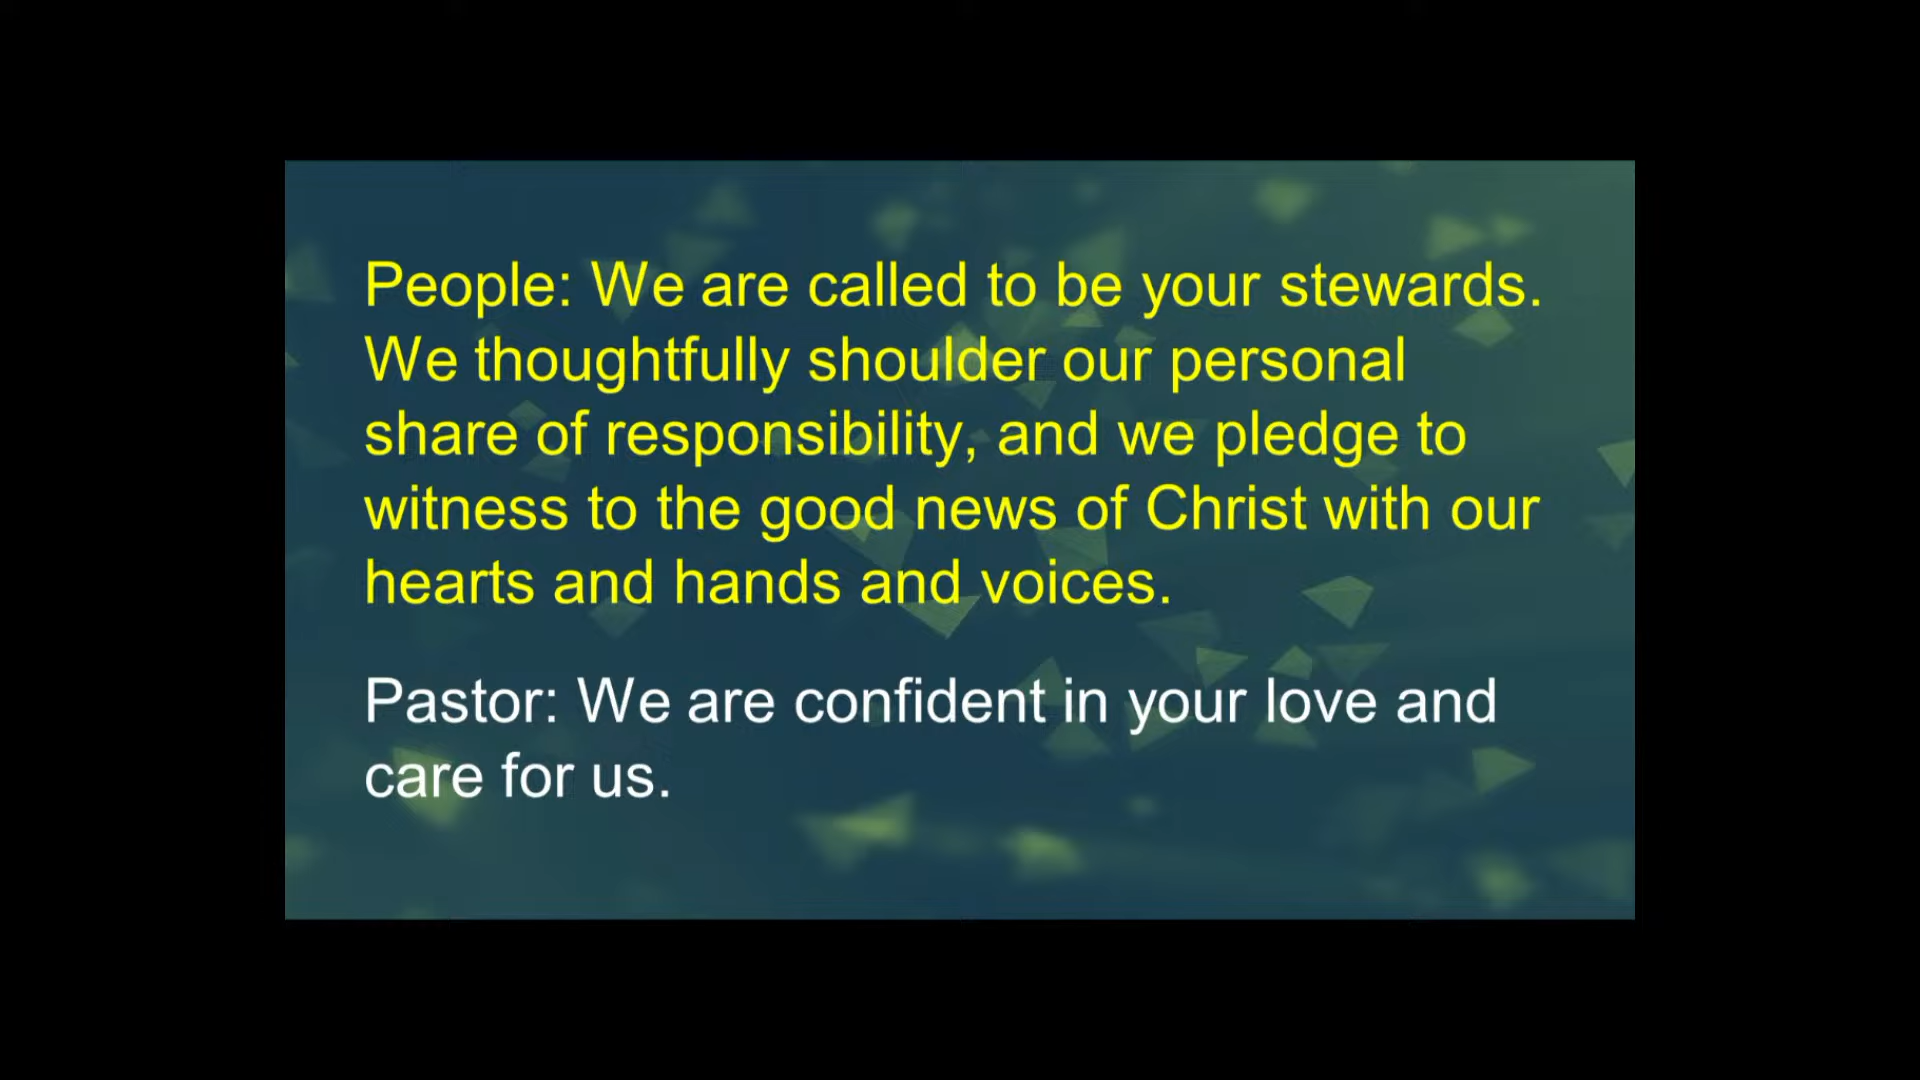 People: We are called to be your stewards.
We thoughtfully shoulder our personal
share of responsibility, and we pledge to
witness to the good news of Christ with our
hearts and hands and voices.
Pastor: We are confident in your love and
care for us.